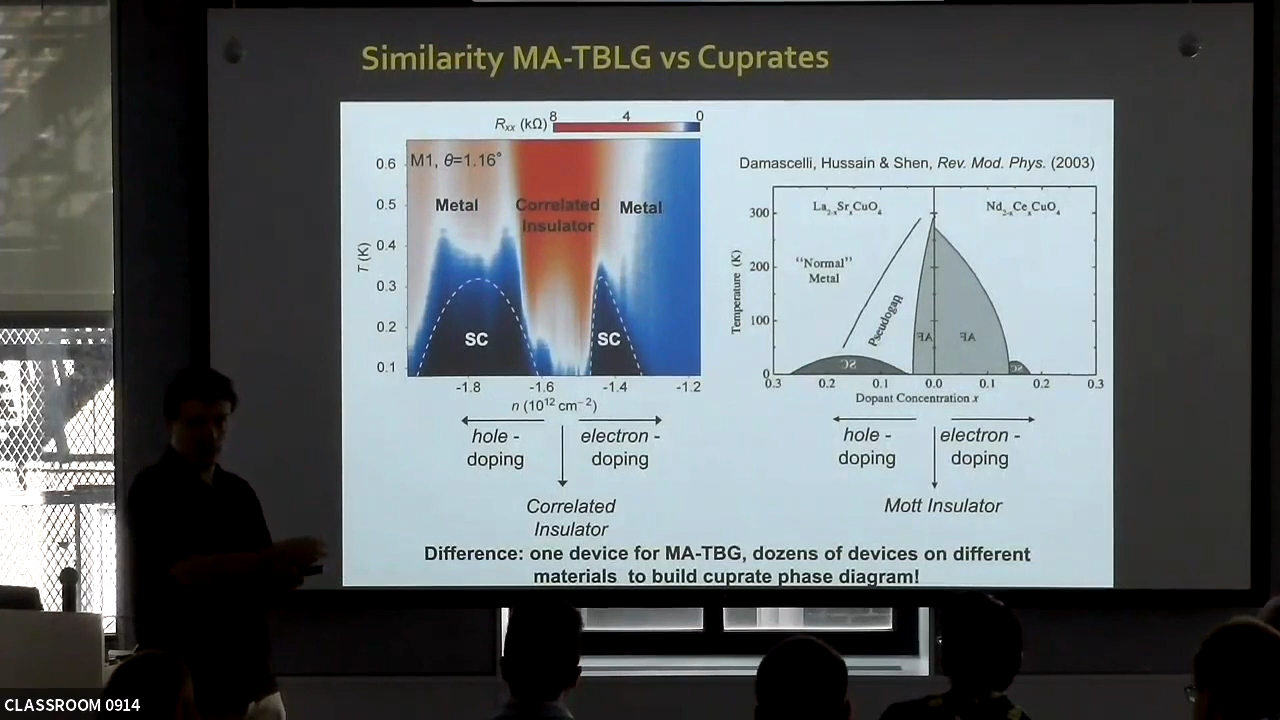 Similarity MA-TBLG vs Cuprates
Rxx (kΩ)
8 4 0
M1, θ=1.16°
Metal
Correlated
Insulator
Metal
SC
SC
T (K)
0.6
0.5
0.4
0.3
0.2
0.1
-1.8 -1.6 -1.4 -1.2
n (10¹² cm⁻²)
hole -
doping
electron -
doping
Correlated
Insulator
Damascelli, Hussain & Shen, Rev. Mod. Phys. (2003)
La2-xSrxCuO4
Nd2-xCexCuO4
"Normal"
Metal
Pseudogap
AF
AF
SC
SC
Temperature (K)
300
200
100
0
0.3 0.2 0.1 0.0 0.1 0.2 0.3
Dopant Concentration x
hole -
doping
electron -
doping
Mott Insulator
Difference: one device for MA-TBG, dozens of devices on different
materials to build cuprate phase diagram!
CLASSROOM 0914